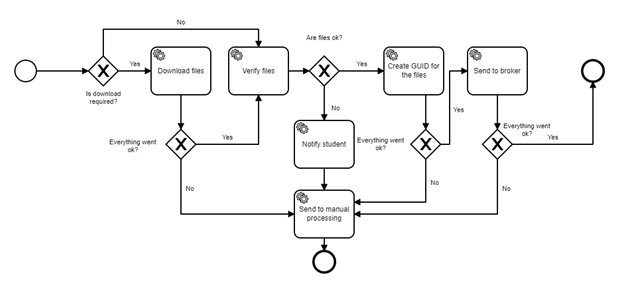 No
Are files ok?
Yes
Download files
Verify files
Yes
Create GUID for
the files
Send to broker
Is download
required?
No
Yes
Everything went
ok?
Yes
Notify student
Everything went
ok?
Everything went
ok?
Yes
No
No
No
Send to manual
processing